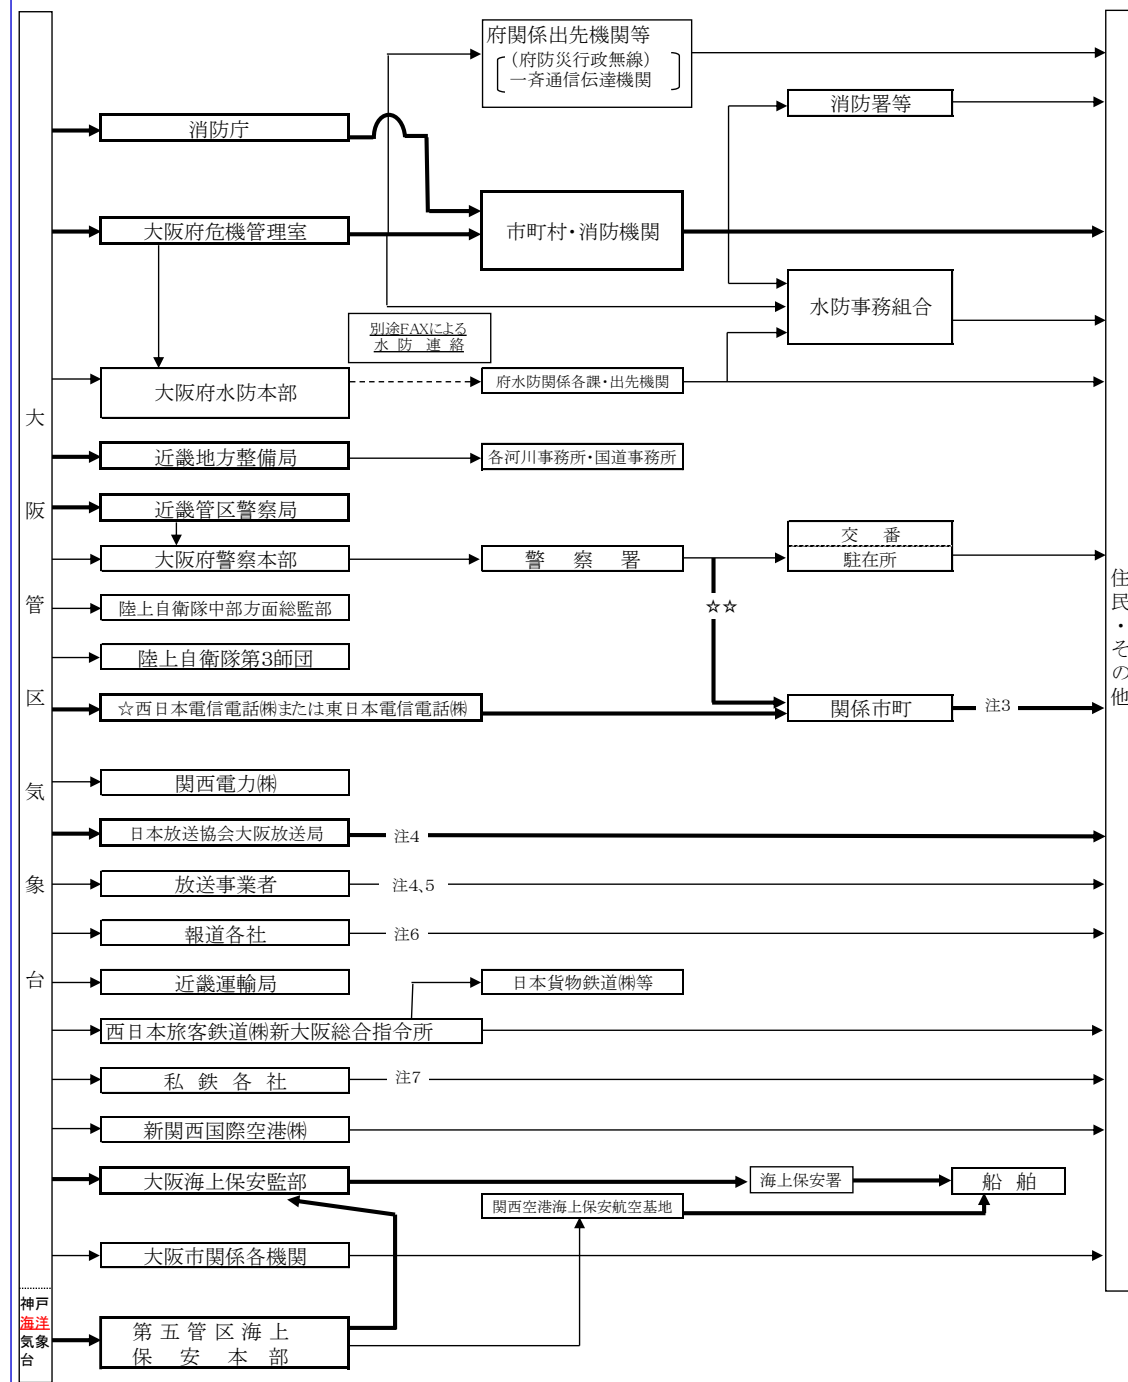 府関係出先機関等
(府防災行政無線)
一斉通信伝達機関
消防署等
消防庁
大阪府危機管理室
市町村・消防機関
水防事務組合
別途FAXによる
水 防 連 絡
大阪府水防本部
府水防関係各課・出先機関
近畿地方整備局
各河川事務所・国道事務所
近畿管区警察局
大阪府警察本部
警 察 署
交 番
駐在所
陸上自衛隊中部方面総監部
☆☆
陸上自衛隊第3師団
☆西日本電信電話㈱または東日本電信電話㈱
関係市町
注3
関西電力㈱
日本放送協会大阪放送局
注4
放送事業者
注4、5
報道各社
注6
近畿運輸局
日本貨物鉄道㈱等
西日本旅客鉄道㈱新大阪総合指令所
私 鉄 各 社
注7
新関西国際空港㈱
大阪海上保安監部
海上保安署
船 舶
関西空港海上保安航空基地
大阪市関係各機関
第 五 管 区 海 上
保 安 本 部
大阪管区気象台
神戸
海洋
気象
台
住民・その他